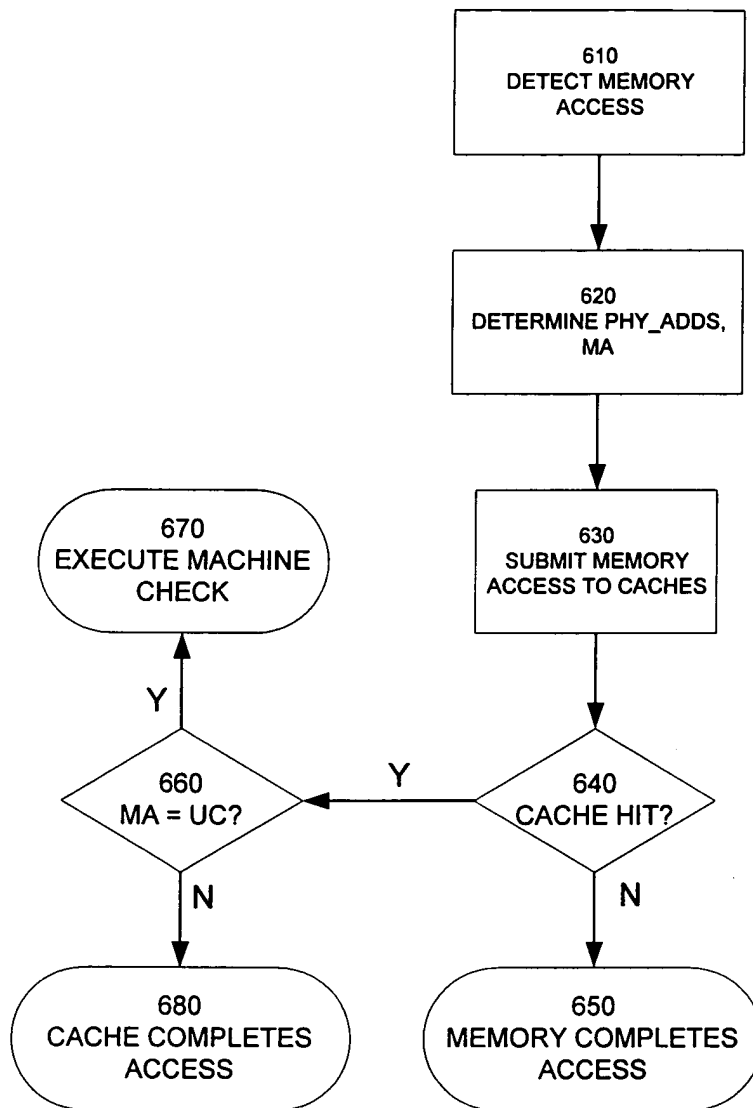 610
DETECT MEMORY
ACCESS
620
DETERMINE PHY_ADDS,
MA
630
SUBMIT MEMORY
ACCESS TO CACHES
640
CACHE HIT?
Y
N
650
MEMORY COMPLETES
ACCESS
660
MA = UC?
Y
N
670
EXECUTE MACHINE
CHECK
680
CACHE COMPLETES
ACCESS